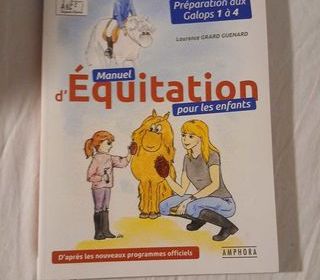 Préparation aux
Galops 1 à 4
Laurence GRARD GUENARD
Manuel
d'Équitation
pour les enfants
D'après les nouveaux programmes officiels
AMPHORA